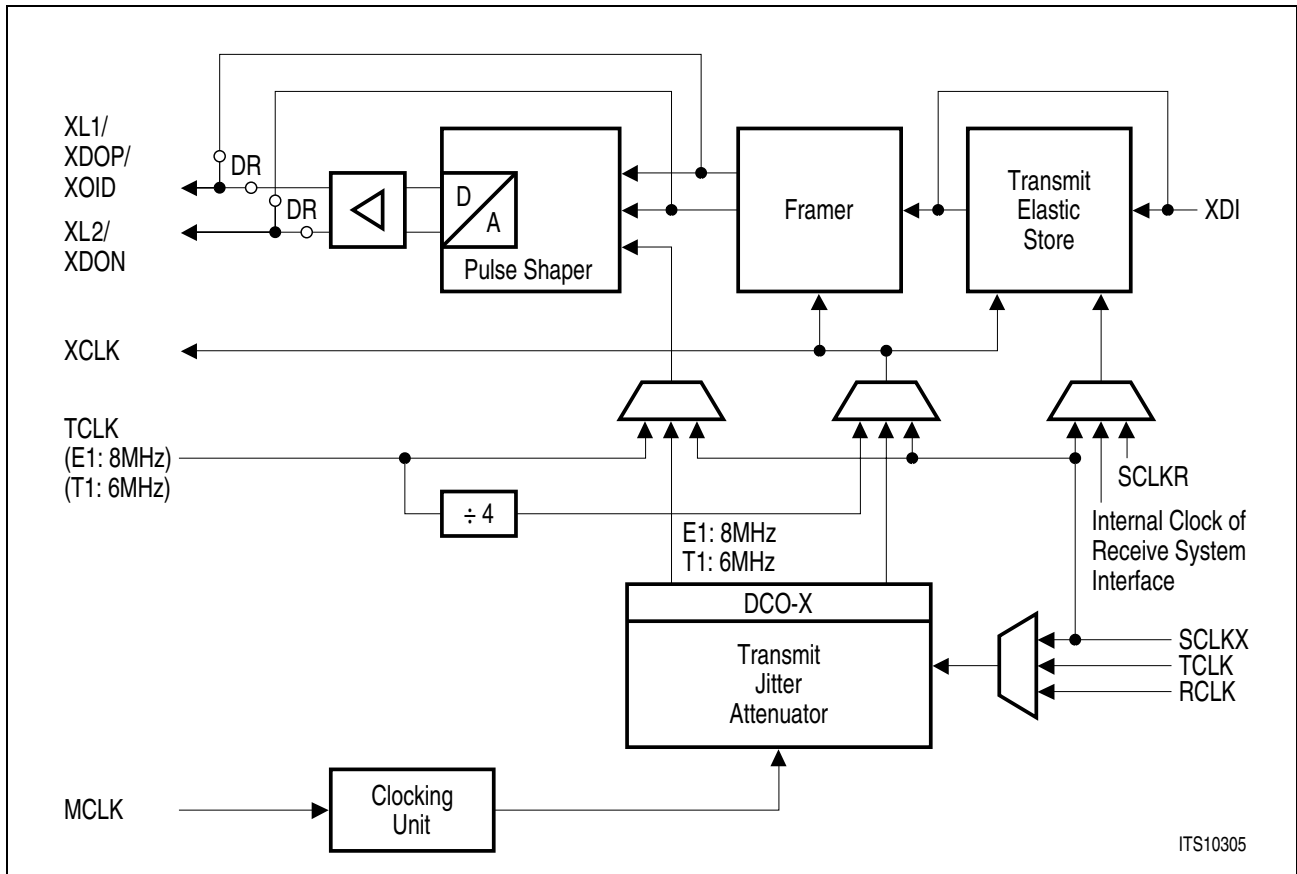 XL1/
XDOP/
XOID
DR
XL2/
XDON
DR
D
A
Pulse Shaper
Framer
Transmit
Elastic
Store
XDI
XCLK
TCLK
(E1: 8MHz)
(T1: 6MHz)
÷ 4
E1: 8MHz
T1: 6MHz
SCLKR
Internal Clock of
Receive System
Interface
DCO-X
Transmit
Jitter
Attenuator
SCLKX
TCLK
RCLK
MCLK
Clocking
Unit
ITS10305